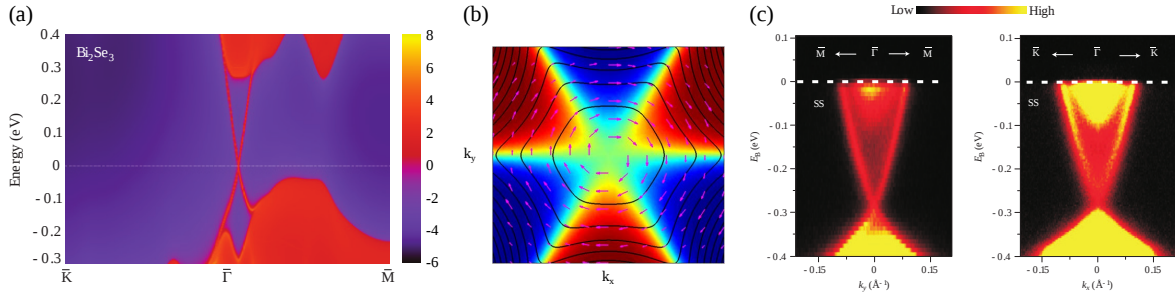 (a)
Bi2Se3
Energy (eV)
0.4
0.3
0.2
0.1
0
- 0.1
- 0.2
- 0.3
K̅
Γ̅
M̅
8
6
4
2
0
-2
-4
-6
(b)
ky
kx
(c)
Low
High
M̅ ← Γ̅ → M̅
SS
EB (eV)
0.1
0
- 0.1
- 0.2
- 0.3
- 0.4
- 0.15
0
0.15
ky (Å-1)
K̅ ← Γ̅ → K̅
SS
EB (eV)
0.1
0
- 0.1
- 0.2
- 0.3
- 0.4
- 0.15
0
0.15
kx (Å-1)